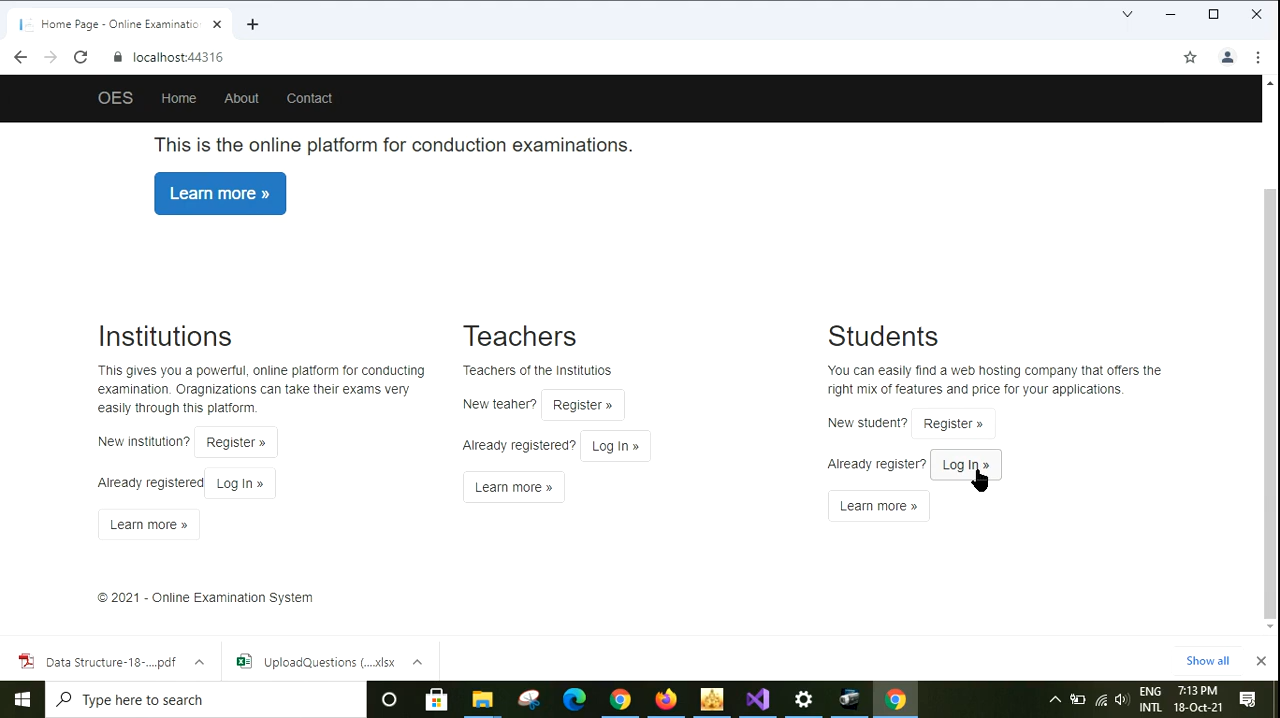 Home Page - Online Examinatio
localhost:44316
OES Home About Contact
This is the online platform for conduction examinations.
Learn more »
Institutions
This gives you a powerful, online platform for conducting
examination. Oragnizations can take their exams very
easily through this platform.
New institution? Register »
Already registered Log In »
Learn more »
Teachers
Teachers of the Institutios
New teaher? Register »
Already registered? Log In »
Learn more »
Students
You can easily find a web hosting company that offers the
right mix of features and price for your applications.
New student? Register »
Already register? Log In »
Learn more »
© 2021 - Online Examination System
Data Structure-18-....pdf
UploadQuestions (....xlsx
Show all
Type here to search
ENG
INTL
7:13 PM
18-Oct-21